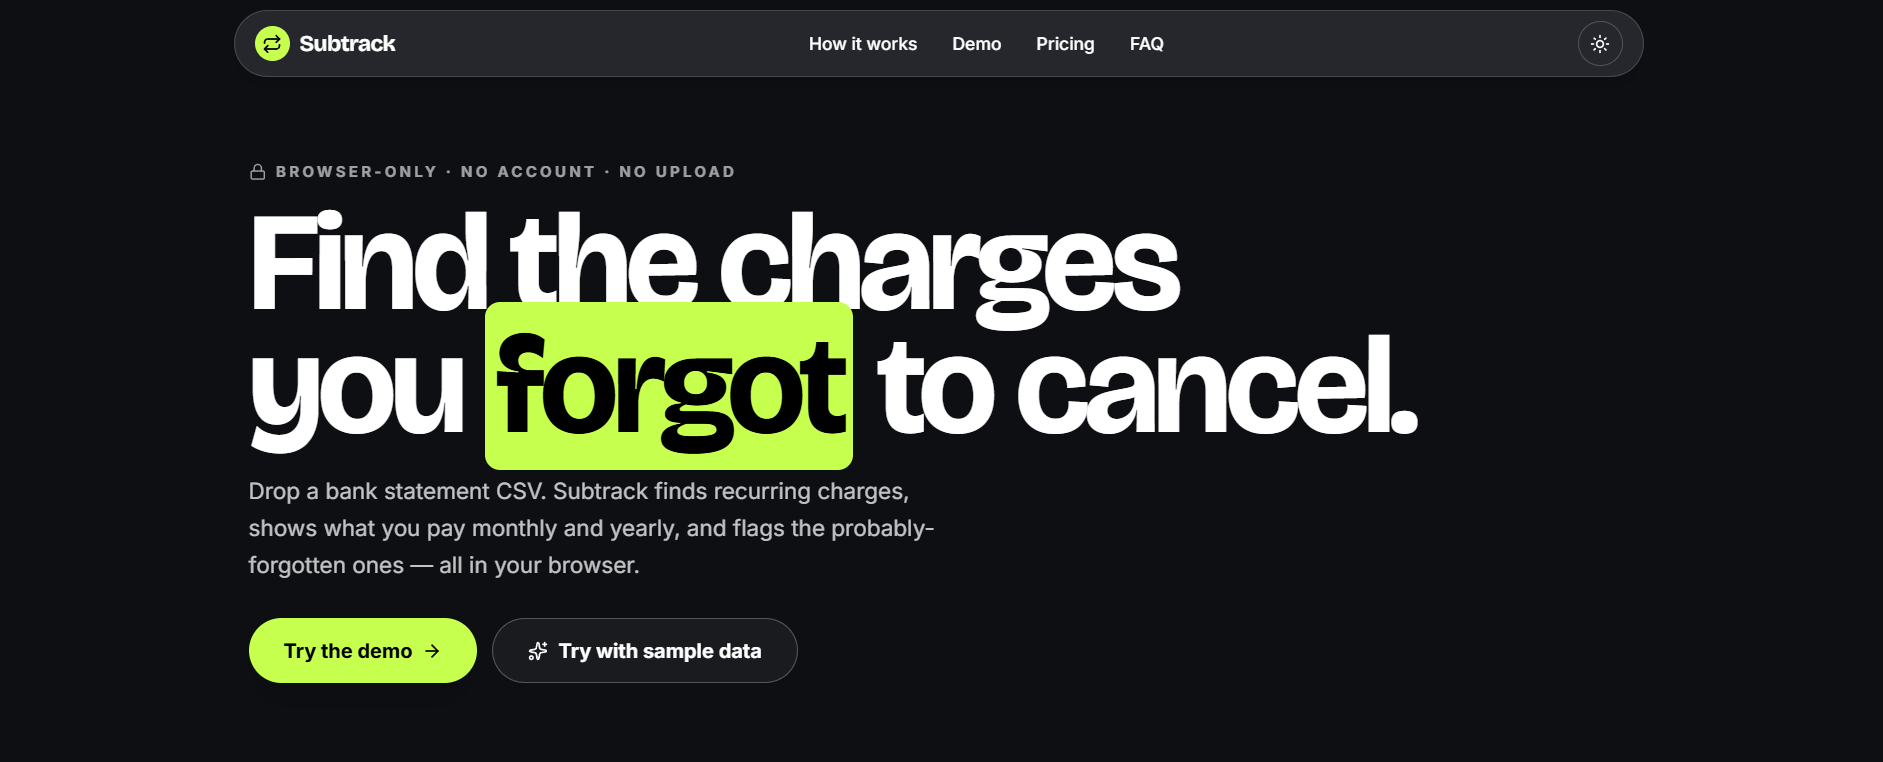 Subtrack
How it works
Demo
Pricing
FAQ
BROWSER-ONLY · NO ACCOUNT · NO UPLOAD
Find the charges
you forgot to cancel.
Drop a bank statement CSV. Subtrack finds recurring charges,
shows what you pay monthly and yearly, and flags the probably-
forgotten ones — all in your browser.
Try the demo →
Try with sample data